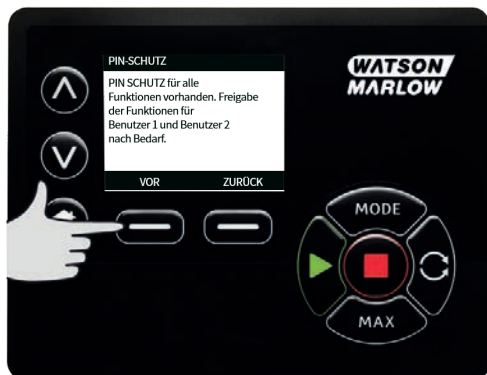 PIN-SCHUTZ
PIN SCHUTZ für alle
Funktionen vorhanden. Freigabe
der Funktionen für
Benutzer 1 und Benutzer 2
nach Bedarf.
VOR ZURÜCK
WATSON
MARLOW
MODE
MAX